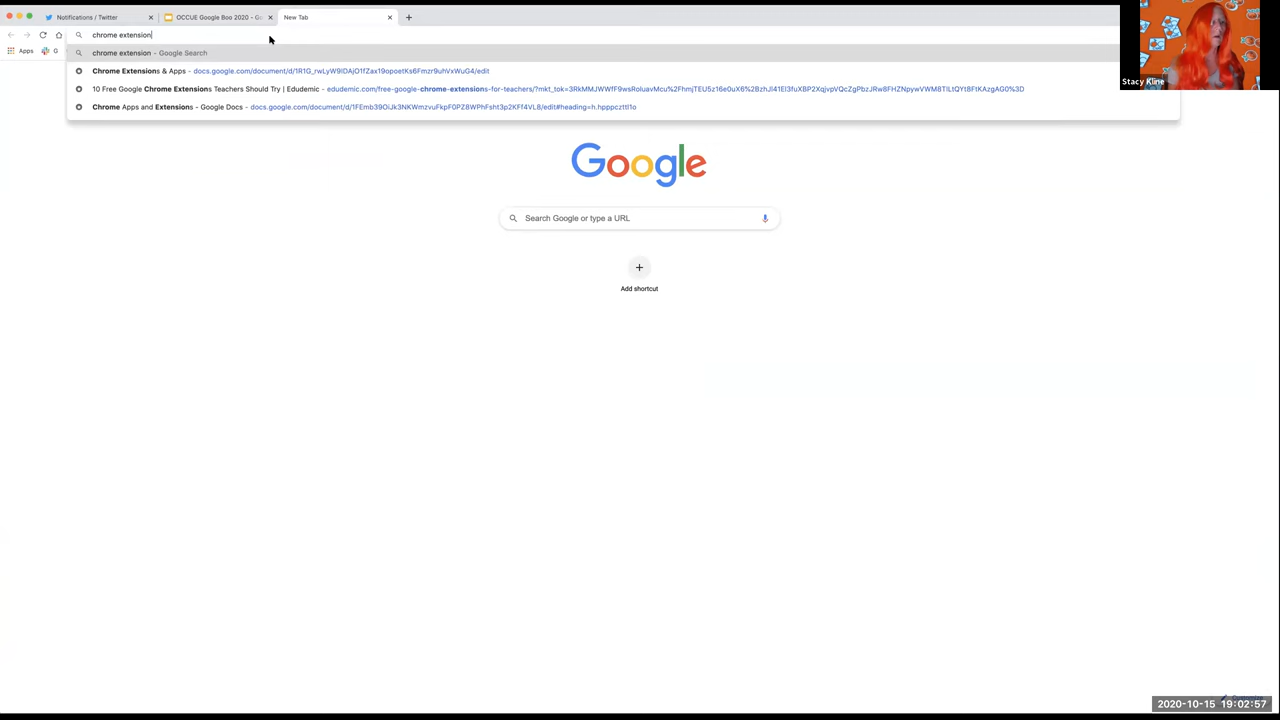 Notifications / Twitter
OCCUE Google Boo 2020 - Go
New Tab
chrome extension
Apps
G
chrome extension - Google Search
Chrome Extensions & Apps - docs.google.com/document/d/1R1G_rwLyW9IDAjO1fZax19opoetKs6Fmzr9uhVxWuG4/edit
10 Free Google Chrome Extensions Teachers Should Try | Edudemic - edudemic.com/free-google-chrome-extensions-for-teachers/?mkt_tok=3RkMMJWWfF9wsRoluavMcu%2FhmjTEU5z16e0uX6%2BzhJl41El3fuXBP2XqjvpVQcZgPbzJRw8FHZNpywVWM8TlLtQYt8FtKAzgAG0%3D
Chrome Apps and Extensions - Google Docs - docs.google.com/document/d/1FEmb39OiJk3NKWmzvuFkpF0PZ8WPhFsht3p2KFf4VL8/edit#heading=h.hpppczttl1o
Stacy Kline
Google
Search Google or type a URL
Add shortcut
Customize
2020-10-15 19:02:57